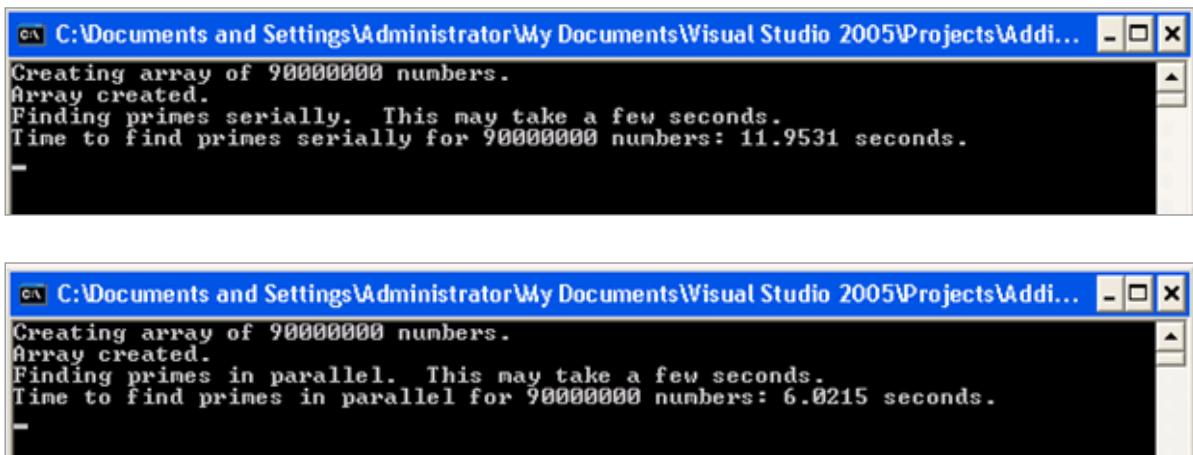 C:\Documents and Settings\Administrator\My Documents\Visual Studio 2005\Projects\Addi...
Creating array of 90000000 numbers.
Array created.
Finding primes serially.  This may take a few seconds.
Time to find primes serially for 90000000 numbers: 11.9531 seconds.
C:\Documents and Settings\Administrator\My Documents\Visual Studio 2005\Projects\Addi...
Creating array of 90000000 numbers.
Array created.
Finding primes in parallel.  This may take a few seconds.
Time to find primes in parallel for 90000000 numbers: 6.0215 seconds.